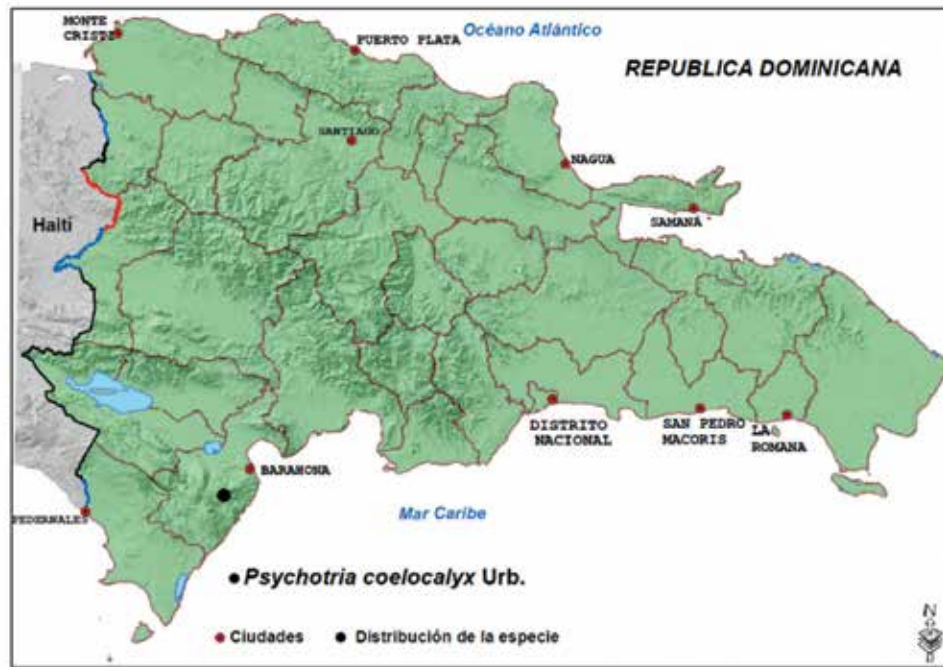 MONTE
CRISTI
PUERTO PLATA
Océano Atlántico
REPUBLICA DOMINICANA
SANTIAGO
NAGUA
SAMANÁ
Haití
DISTRITO
NACIONAL
SAN PEDRO
MACORIS
LA
ROMANA
BARAHONA
PEDERNALES
Mar Caribe
● Psychotria coelocalyx Urb.
Ciudades
Distribución de la especie
N